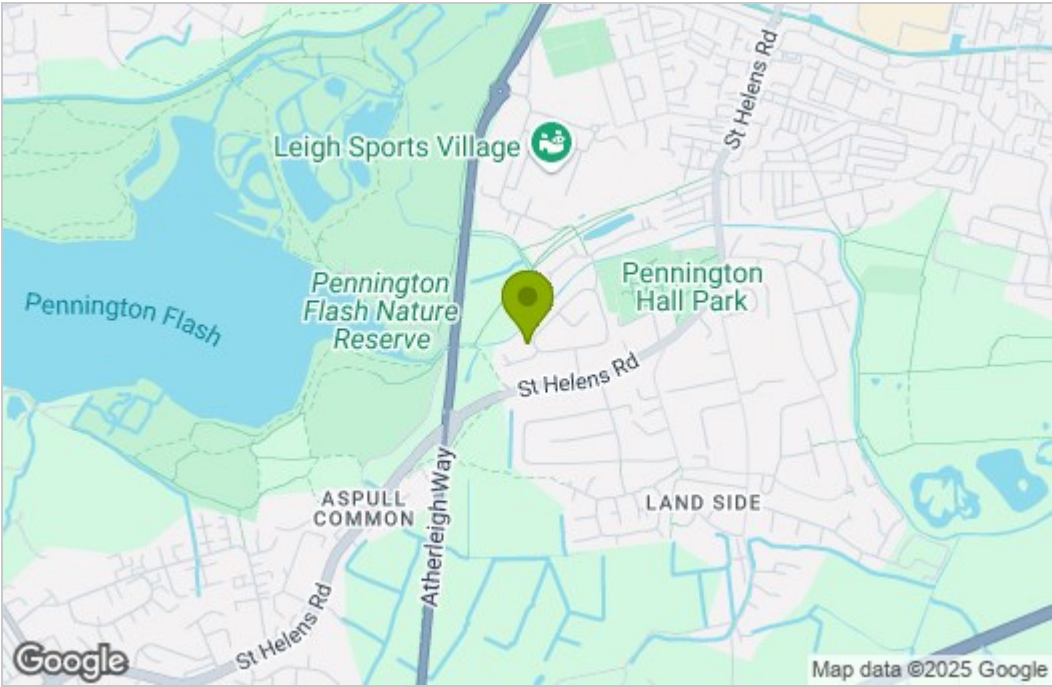 St Helens Rd
Leigh Sports Village
Pennington
Flash Nature
Reserve
Pennington
Hall Park
Pennington Flash
St Helens Rd
ASPULL
COMMON
LAND SIDE
Atherleigh Way
St Helens Rd
Google
Map data ©2025 Google